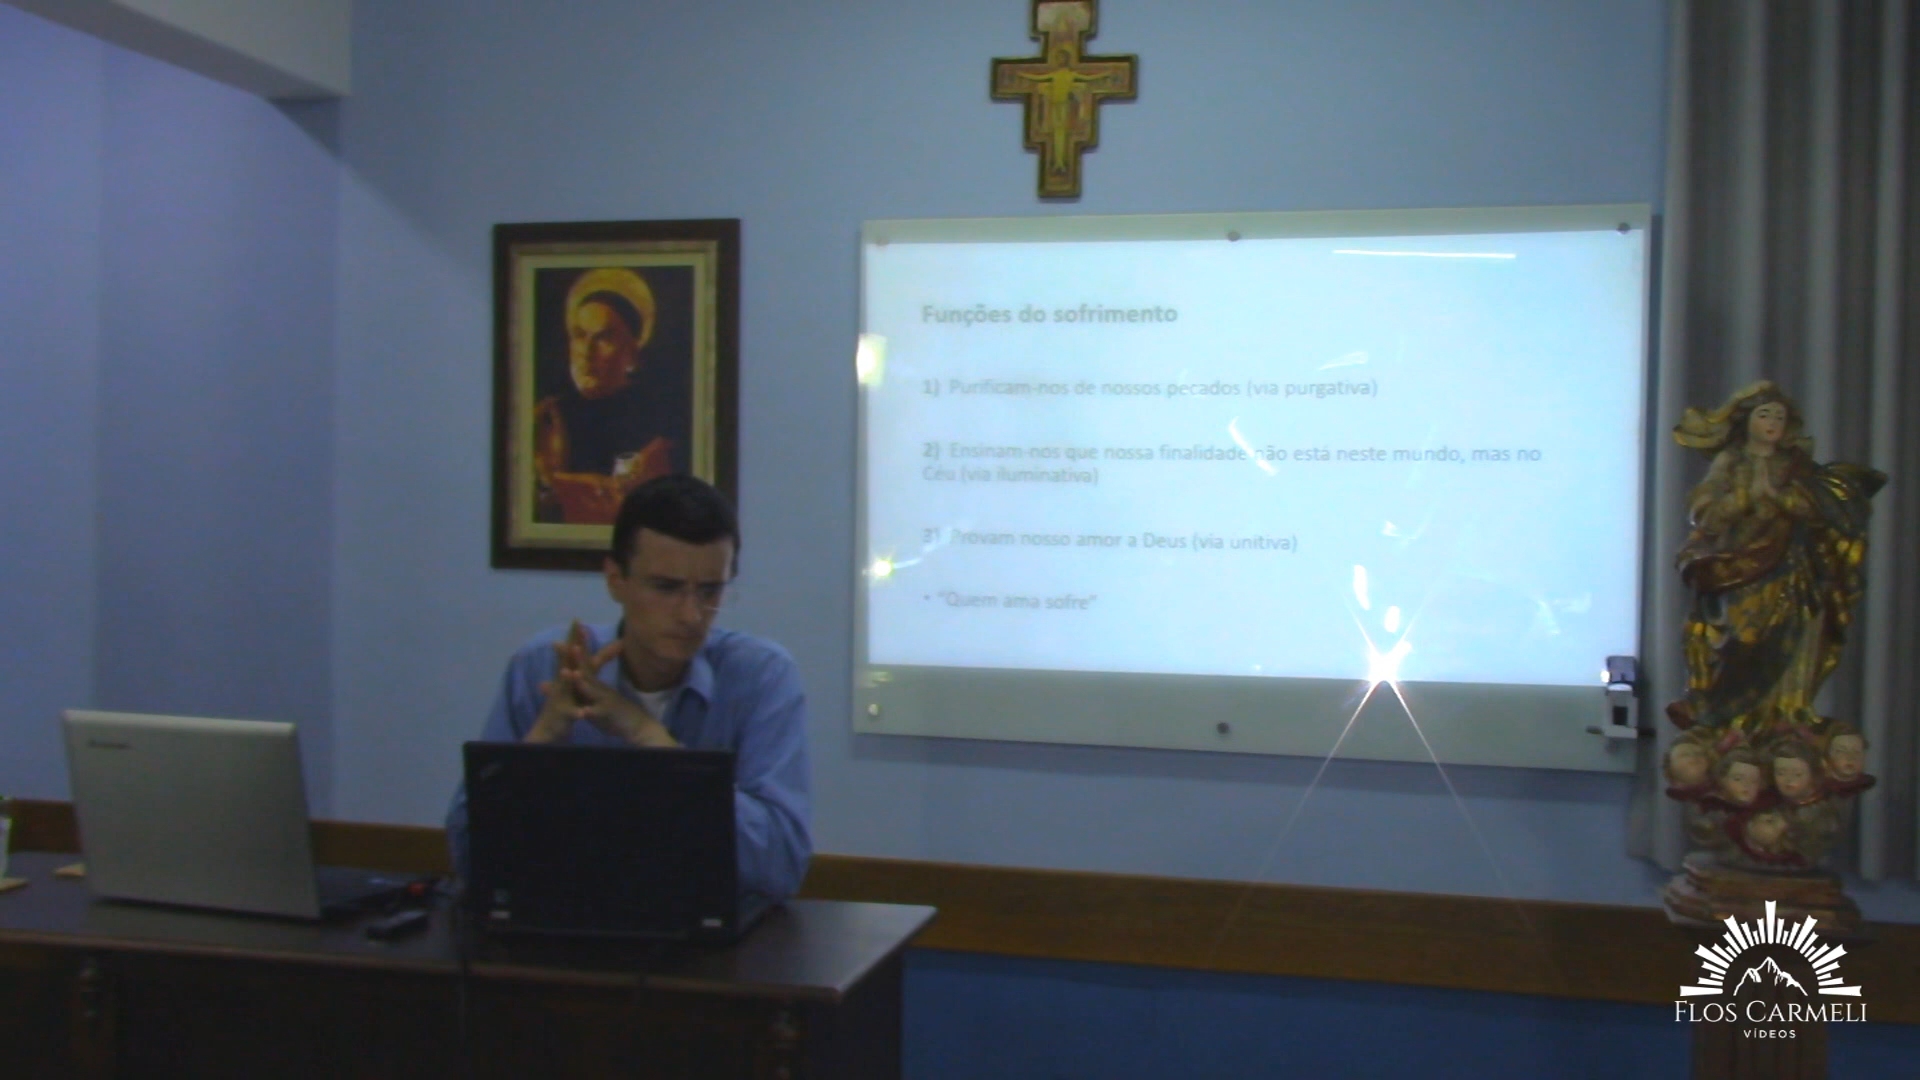 Funções do sofrimento
1) Purificam-nos de nossos pecados (via purgativa)
2) Ensinam-nos que nossa finalidade não está neste mundo, mas no
Céu (via iluminativa)
3) Provam nosso amor a Deus (via unitiva)
• "Quem ama sofre"
FLOS CARMELI
VÍDEOS